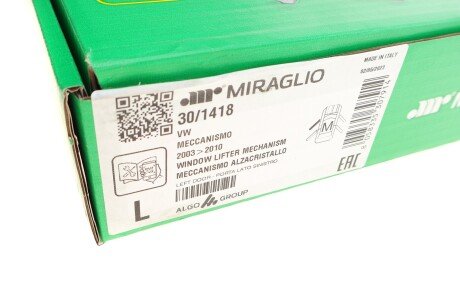 MIRAGLIO
30/1418
VW
MECCANISMO
2003>2010
WINDOW LIFTER MECHANISM
MECCANISMO ALZACRISTALLO
LEFT DOOR - PORTA LATO SINISTRO
L
ALGO GROUP
MADE IN ITALY
M
EAC